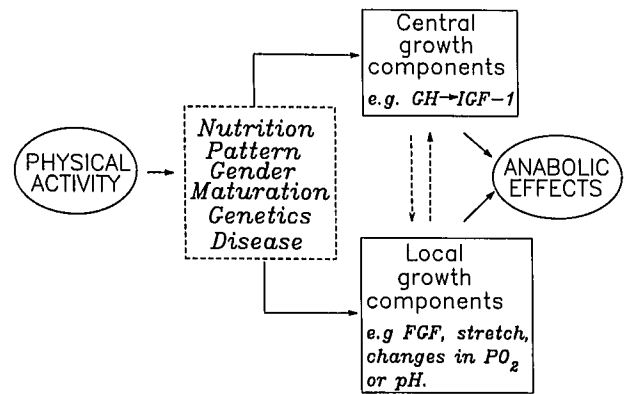 PHYSICAL
ACTIVITY
Nutrition
Pattern
Gender
Maturation
Genetics
Disease
Central
growth
components
e.g. GH→IGF-1
Local
growth
components
e.g FGF, stretch,
changes in PO₂
or pH.
ANABOLIC
EFFECTS